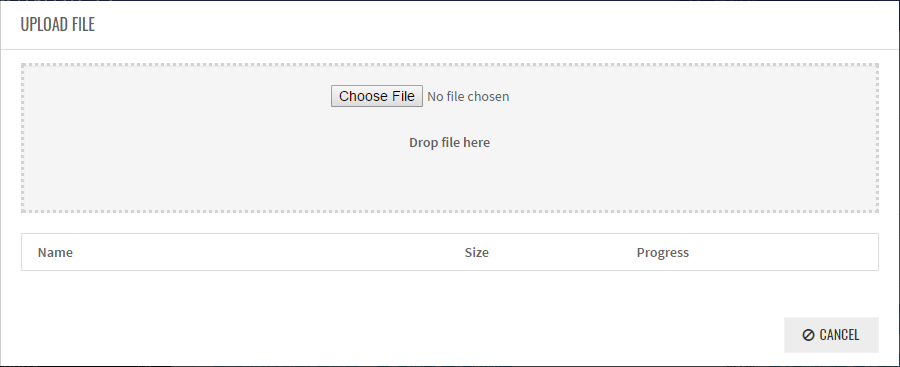 UPLOAD FILE
Choose File No file chosen
Drop file here
Name Size Progress
CANCEL